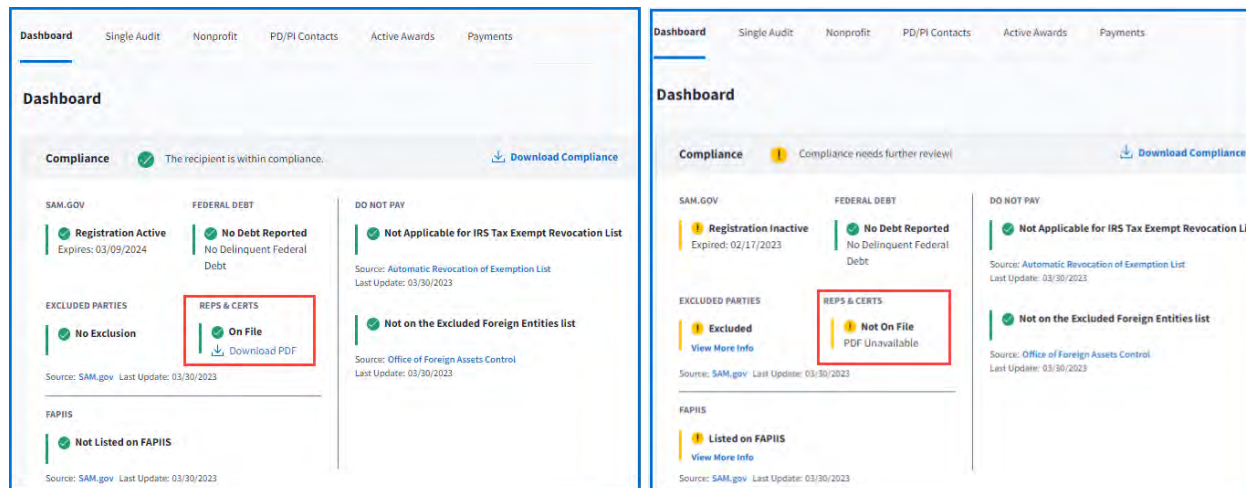 Dashboard Single Audit Nonprofit PD/PI Contacts Active Awards Payments
Dashboard
Compliance The recipient is within compliance. Download Compliance
SAM.GOV FEDERAL DEBT DO NOT PAY
Registration Active No Debt Reported Not Applicable for IRS Tax Exempt Revocation List
Expires: 03/09/2024 No Delinquent Federal
Debt
Source: Automatic Revocation of Exemption List
Last Update: 03/30/2023
EXCLUDED PARTIES REPS & CERTS
No Exclusion On File Not on the Excluded Foreign Entities list
Download PDF
Source: Office of Foreign Assets Control
Last Update: 03/30/2023
Source: SAM.gov Last Update: 03/30/2023
FAPIIS
Not Listed on FAPIIS
Source: SAM.gov Last Update: 03/30/2023
Dashboard Single Audit Nonprofit PD/PI Contacts Active Awards Payments
Dashboard
Compliance Compliance needs further review! Download Compliance
SAM.GOV FEDERAL DEBT DO NOT PAY
Registration Inactive No Debt Reported Not Applicable for IRS Tax Exempt Revocation Li
Expired: 02/17/2023 No Delinquent Federal
Debt
Source: Automatic Revocation of Exemption List
Last Update: 03/30/2023
EXCLUDED PARTIES REPS & CERTS
Excluded Not On File Not on the Excluded Foreign Entities list
View More Info PDF Unavailable
Source: Office of Foreign Assets Control
Last Update: 03/30/2023
Source: SAM.gov Last Update: 03/30/2023
FAPIIS
Listed on FAPIIS
View More Info
Source: SAM.gov Last Update: 03/30/2023